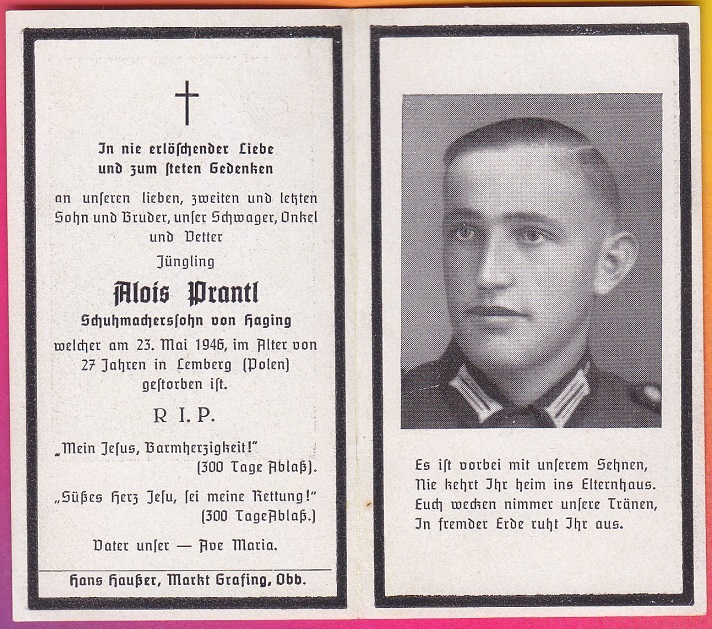 In nie erlöschender Liebe
und zum steten Gedenken
an unseren lieben, zweiten und letzten
Sohn und Bruder, unser Schwager, Onkel
und Vetter
Jüngling
Alois Prantl
Schuhmacherssohn von Haging
welcher am 23. Mai 1946, im Alter von
27 Jahren in Lemberg (Polen)
gestorben ist.
R I. P.
„Mein Jesus, Barmherzigkeit!"
(300 Tage Ablaß).
„Süßes Herz Jesu, sei meine Rettung!"
(300 TageAblaß.)
Vater unser — Ave Maria.
Hans Haußer, Markt Grafing, Obb.
Es ist vorbei mit unserem Sehnen,
Nie kehrt Ihr heim ins Elternhaus.
Euch wecken nimmer unsere Tränen,
In fremder Erde ruht Ihr aus.